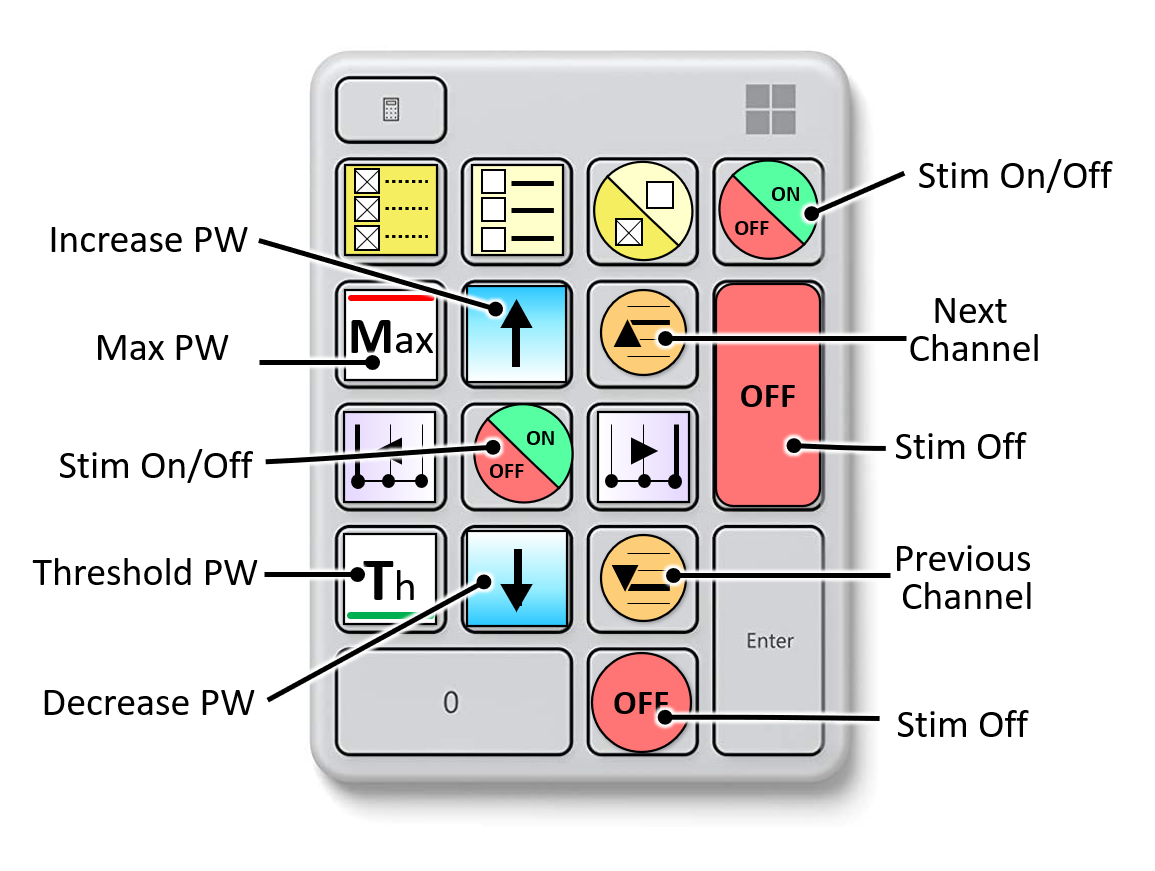 Stim On/Off
ON
OFF
Increase PW
Max PW
Max
Next
Channel
OFF
Stim On/Off
ON
OFF
Stim Off
Threshold PW
Th
Previous
Channel
Enter
Decrease PW
0
OFF
Stim Off